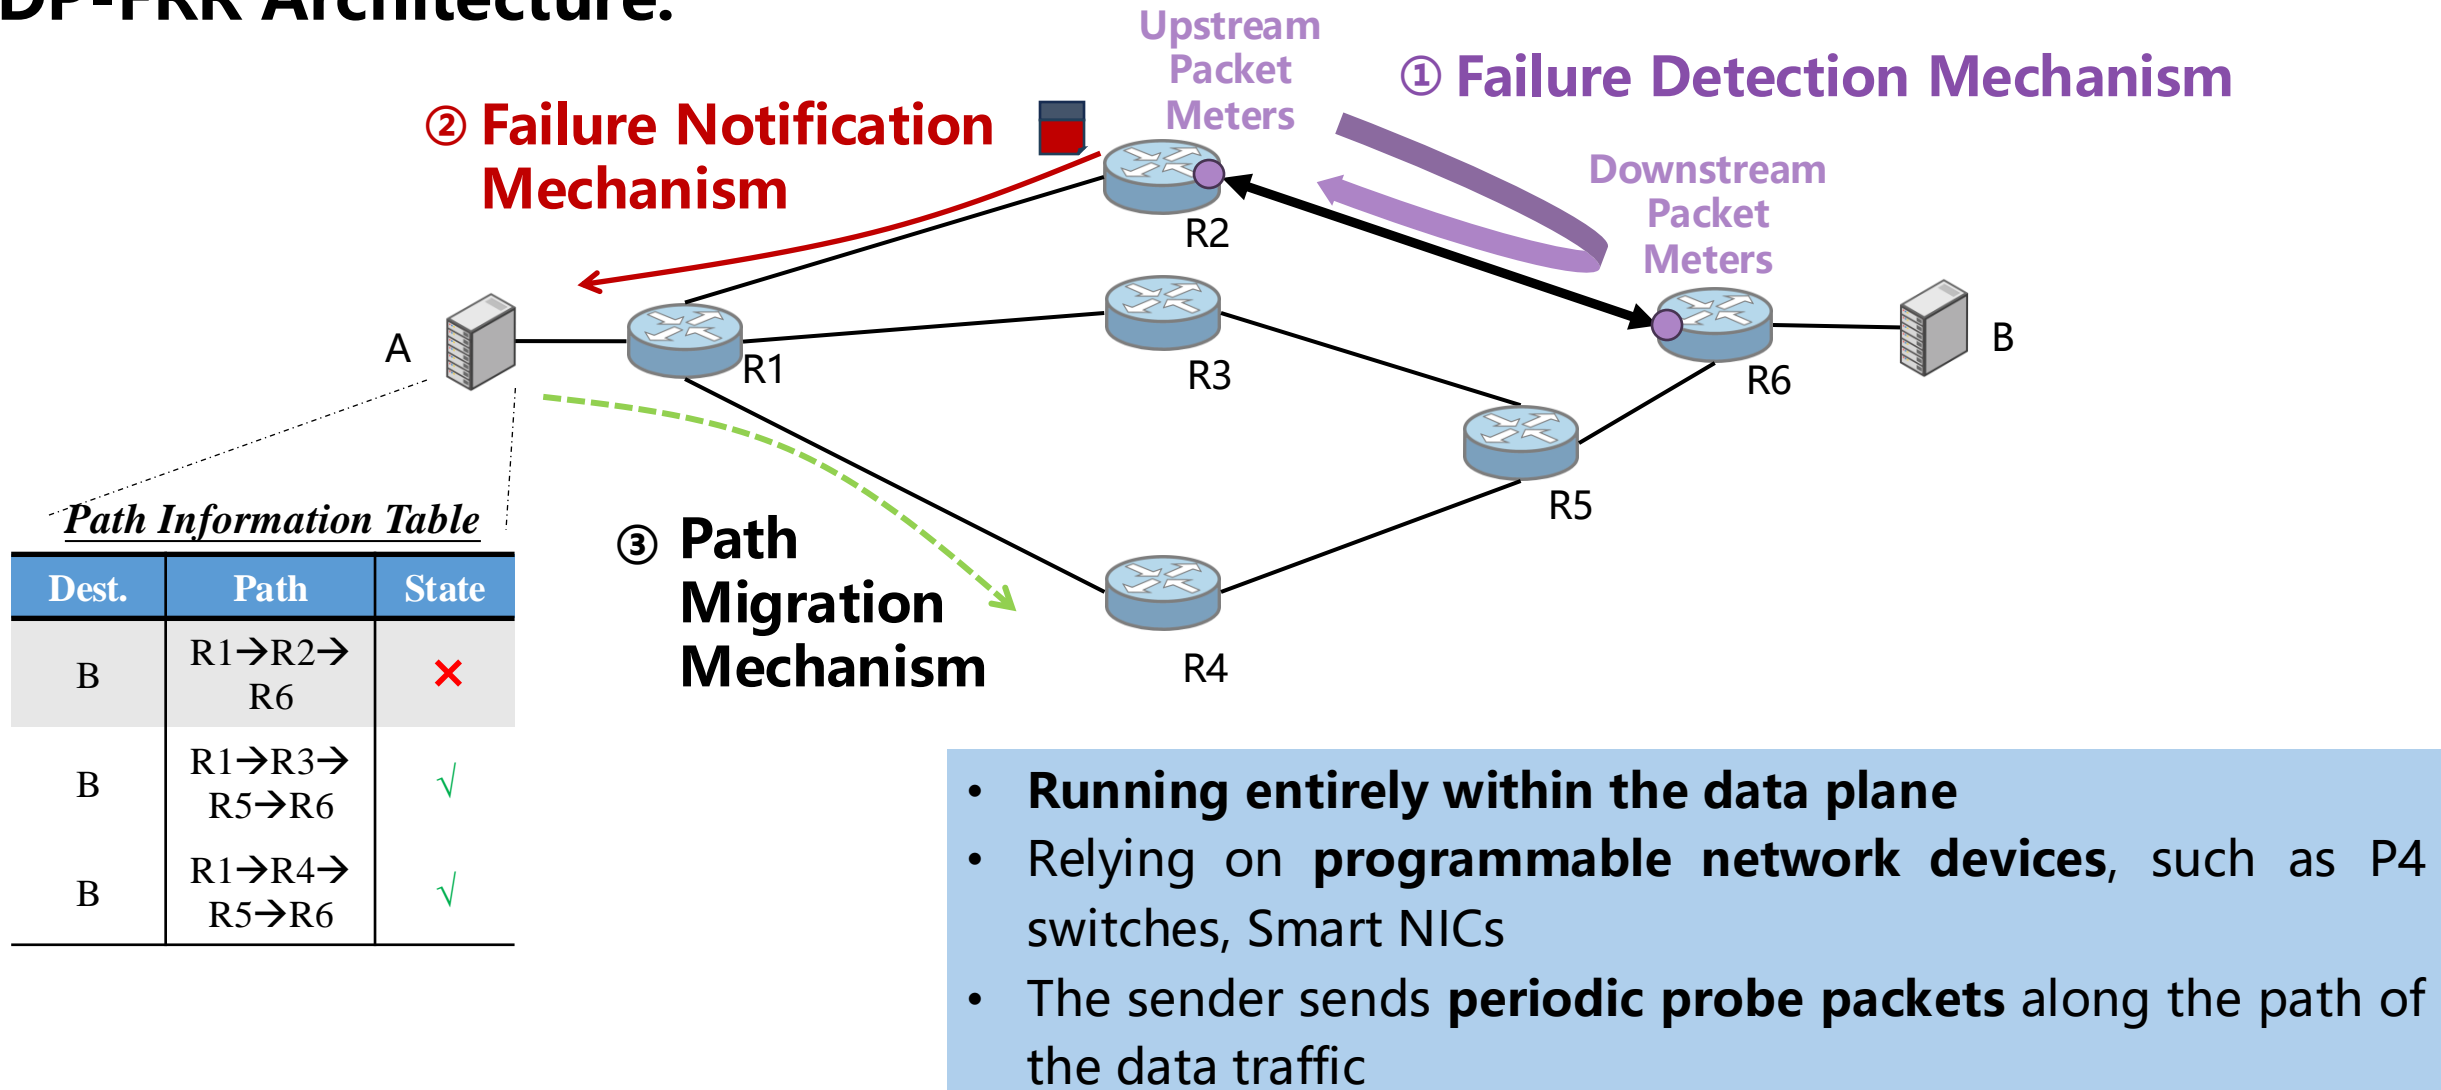 DP-FRR Architecture:
Upstream
Packet
Meters
① Failure Detection Mechanism
② Failure Notification
Mechanism
Downstream
Packet
Meters
R2
A
R1
R3
R6
B
R5
R4
③ Path
Migration
Mechanism
Path Information Table
Dest. Path State
B R1→R2→
R6 ×
B R1→R3→
R5→R6 √
B R1→R4→
R5→R6 √
• Running entirely within the data plane
• Relying on programmable network devices, such as P4
switches, Smart NICs
• The sender sends periodic probe packets along the path of
the data traffic